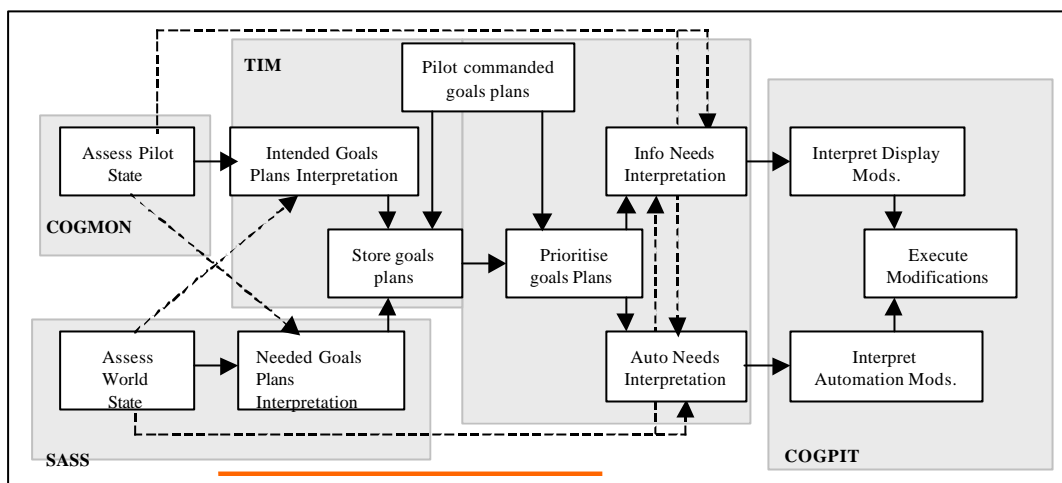 TIM
Pilot commanded
goals plans
Assess Pilot
State
COGMON
Intended Goals
Plans Interpretation
Info Needs
Interpretation
Interpret Display
Mods.
Store goals
plans
Prioritise
goals Plans
Execute
Modifications
Assess
World
State
Needed Goals
Plans
Interpretation
Auto Needs
Interpretation
Interpret
Automation Mods.
SASS
COGPIT